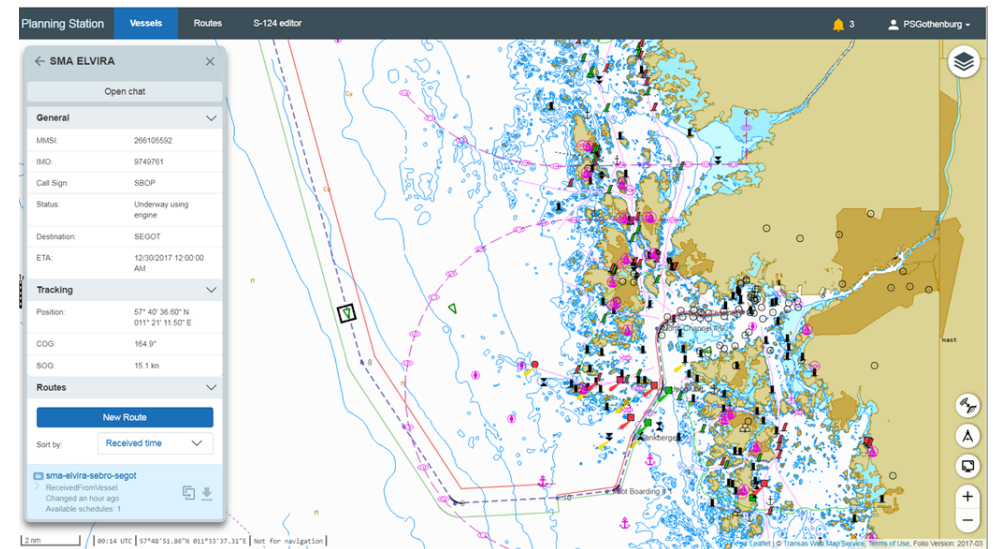 Planning Station Vessels Routes S-124 editor 3 PSGothenburg
SMA ELVIRA
Open chat
General
MMSI: 266105592
IMO: 9749761
Call Sign: SBOP
Status: Underway using
engine
Destination: SEGOT
ETA: 12/30/2017 12:00:00
AM
Tracking
Position: 57° 40' 36.60" N
011° 21' 11.50" E
COG: 164.9°
SOG: 15.1 kn
Routes
New Route
Sort by: Received time
sma-elvira-sebro-segot
ReceivedFromVessel
Changed an hour ago
Available schedules: 1
8
9
10
Boarding
+
−
2 nm 09:14 UTC 57°48'51.86"N 011°33'37.31"E Not for navigation
Leaflet | © Transas Web Map Service, Terms of Use, Folio Version: 2017-03